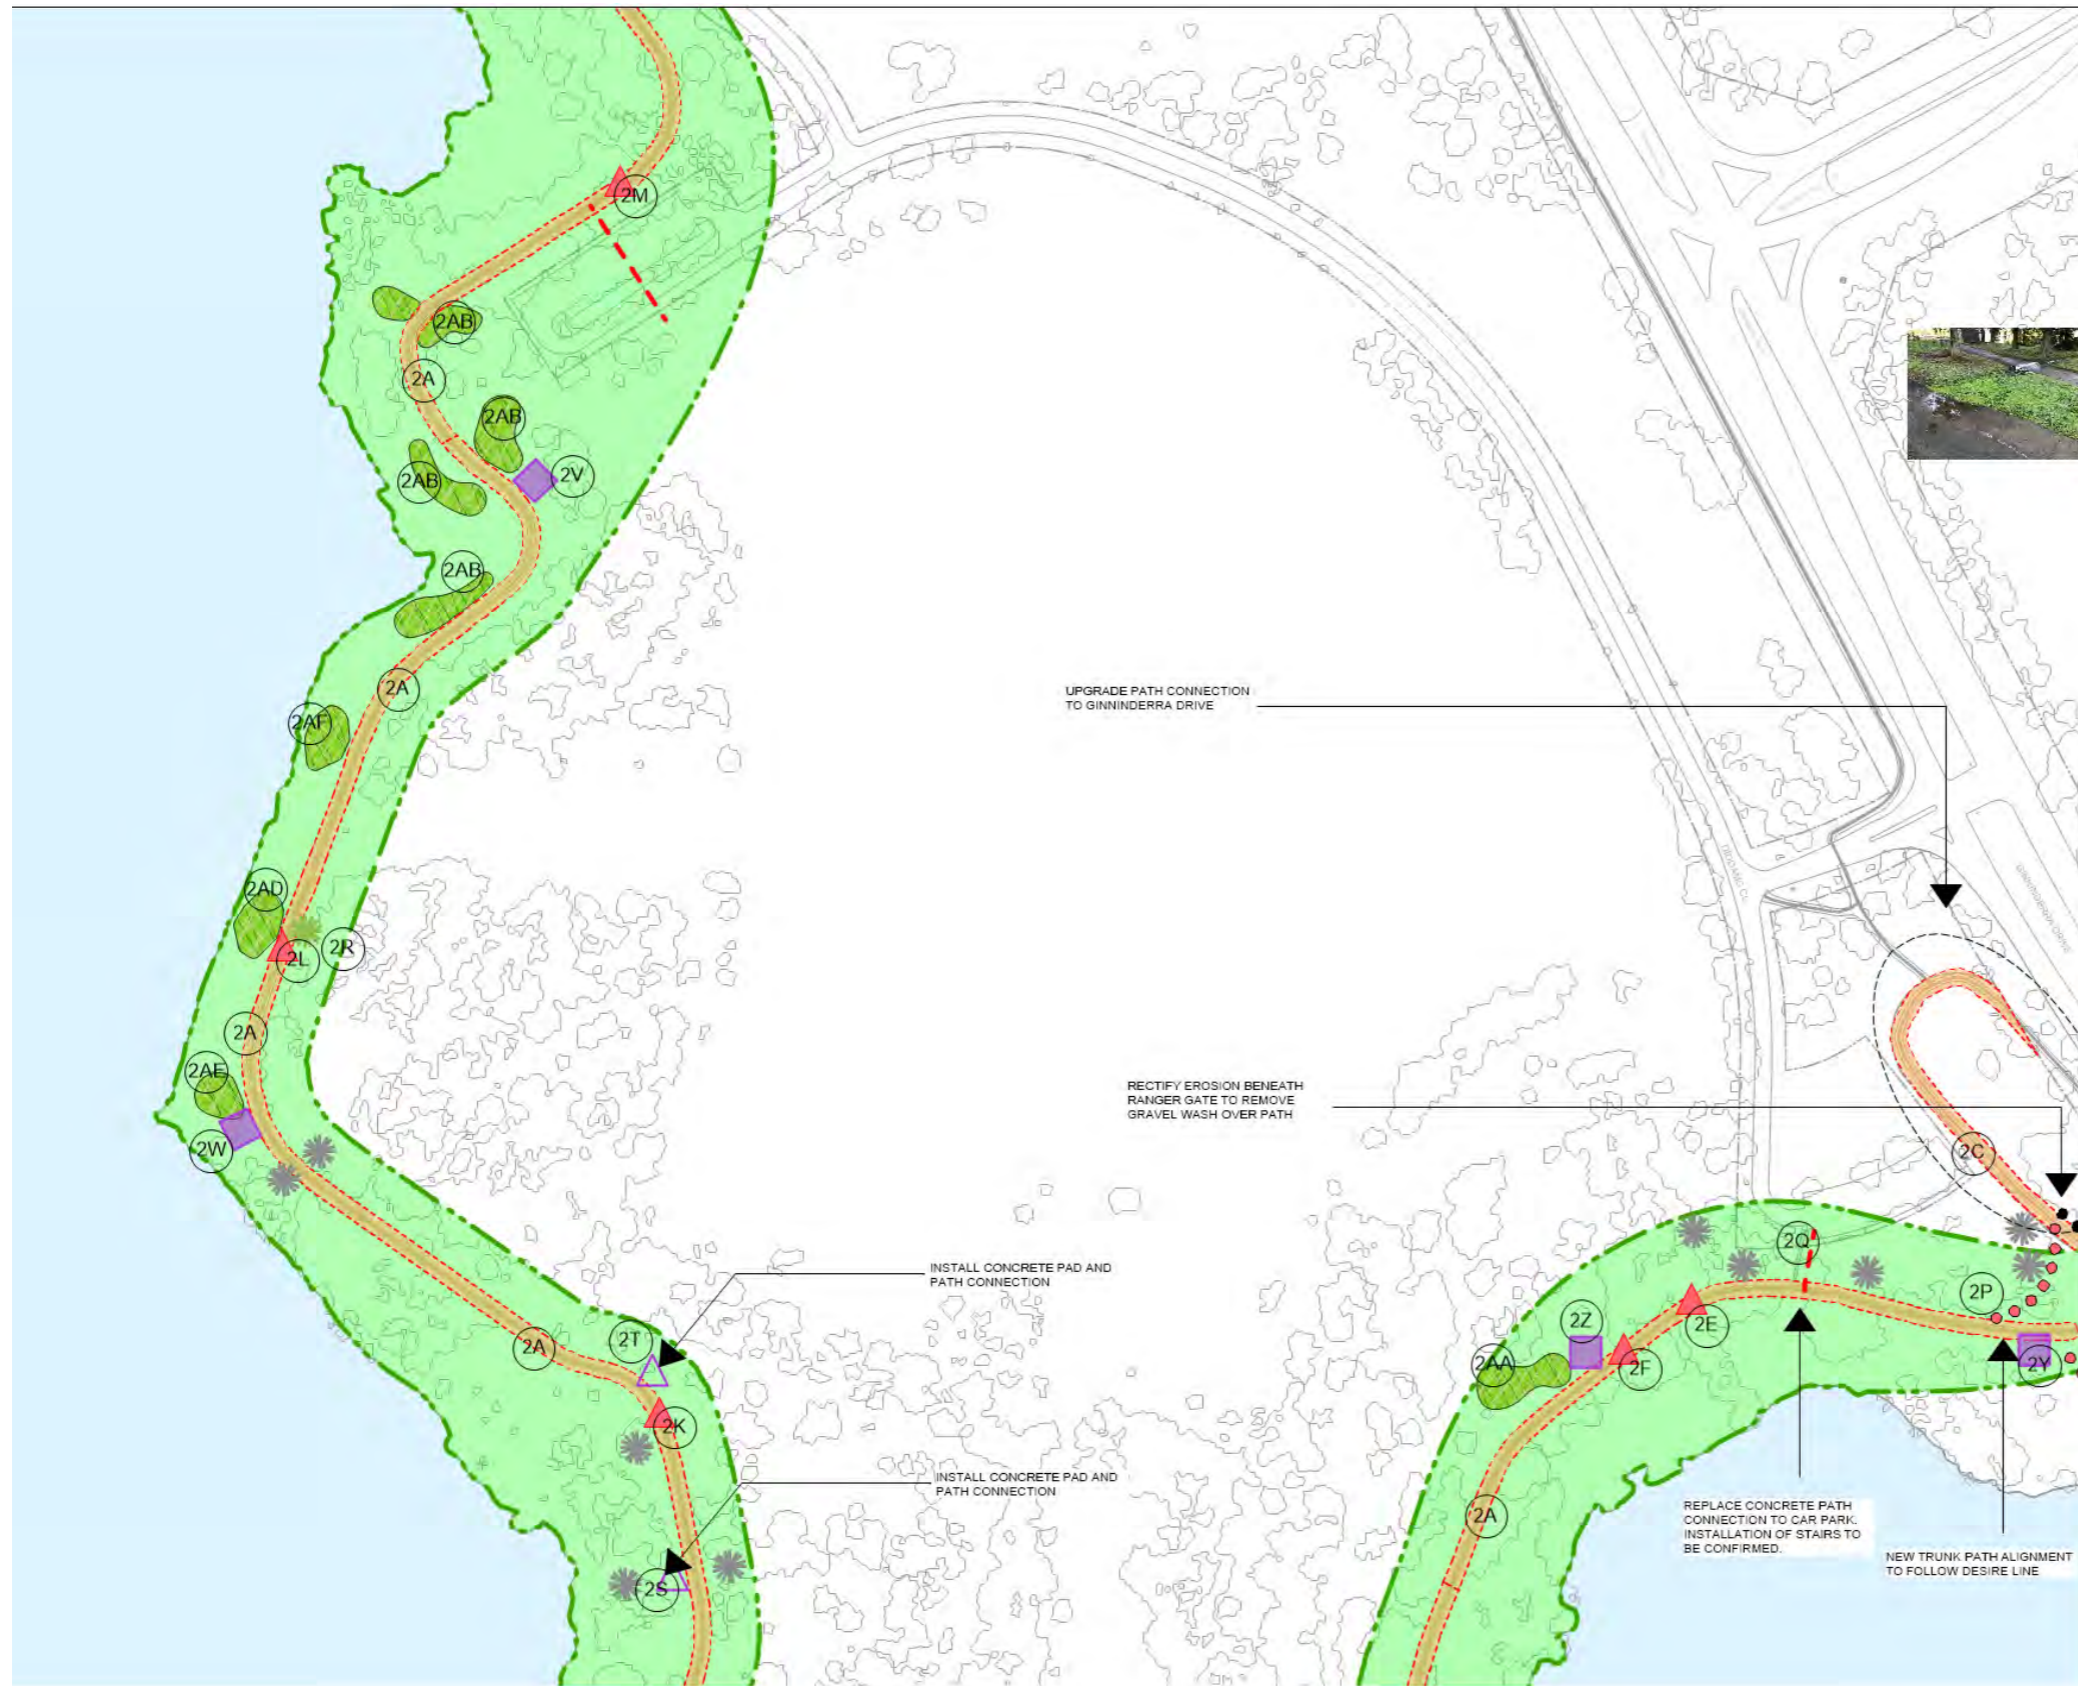 2M
2AB
2A
2AB
2AB
2V
2AB
2A
UPGRADE PATH CONNECTION
TO GINNINDERRA DRIVE
2AF
2AD
2R
2L
GINNINDERRA DRIVE
2A
2AE
RECTIFY EROSION BENEATH
RANGER GATE TO REMOVE
GRAVEL WASH OVER PATH
2W
2C
2Q
INSTALL CONCRETE PAD AND
PATH CONNECTION
2P
2T
2A
2Z
2E
2F
2AA
2Y
2K
INSTALL CONCRETE PAD AND
PATH CONNECTION
2A
2S
REPLACE CONCRETE PATH
CONNECTION TO CAR PARK.
INSTALLATION OF STAIRS TO
BE CONFIRMED.
NEW TRUNK PATH ALIGNMENT
TO FOLLOW DESIRE LINE